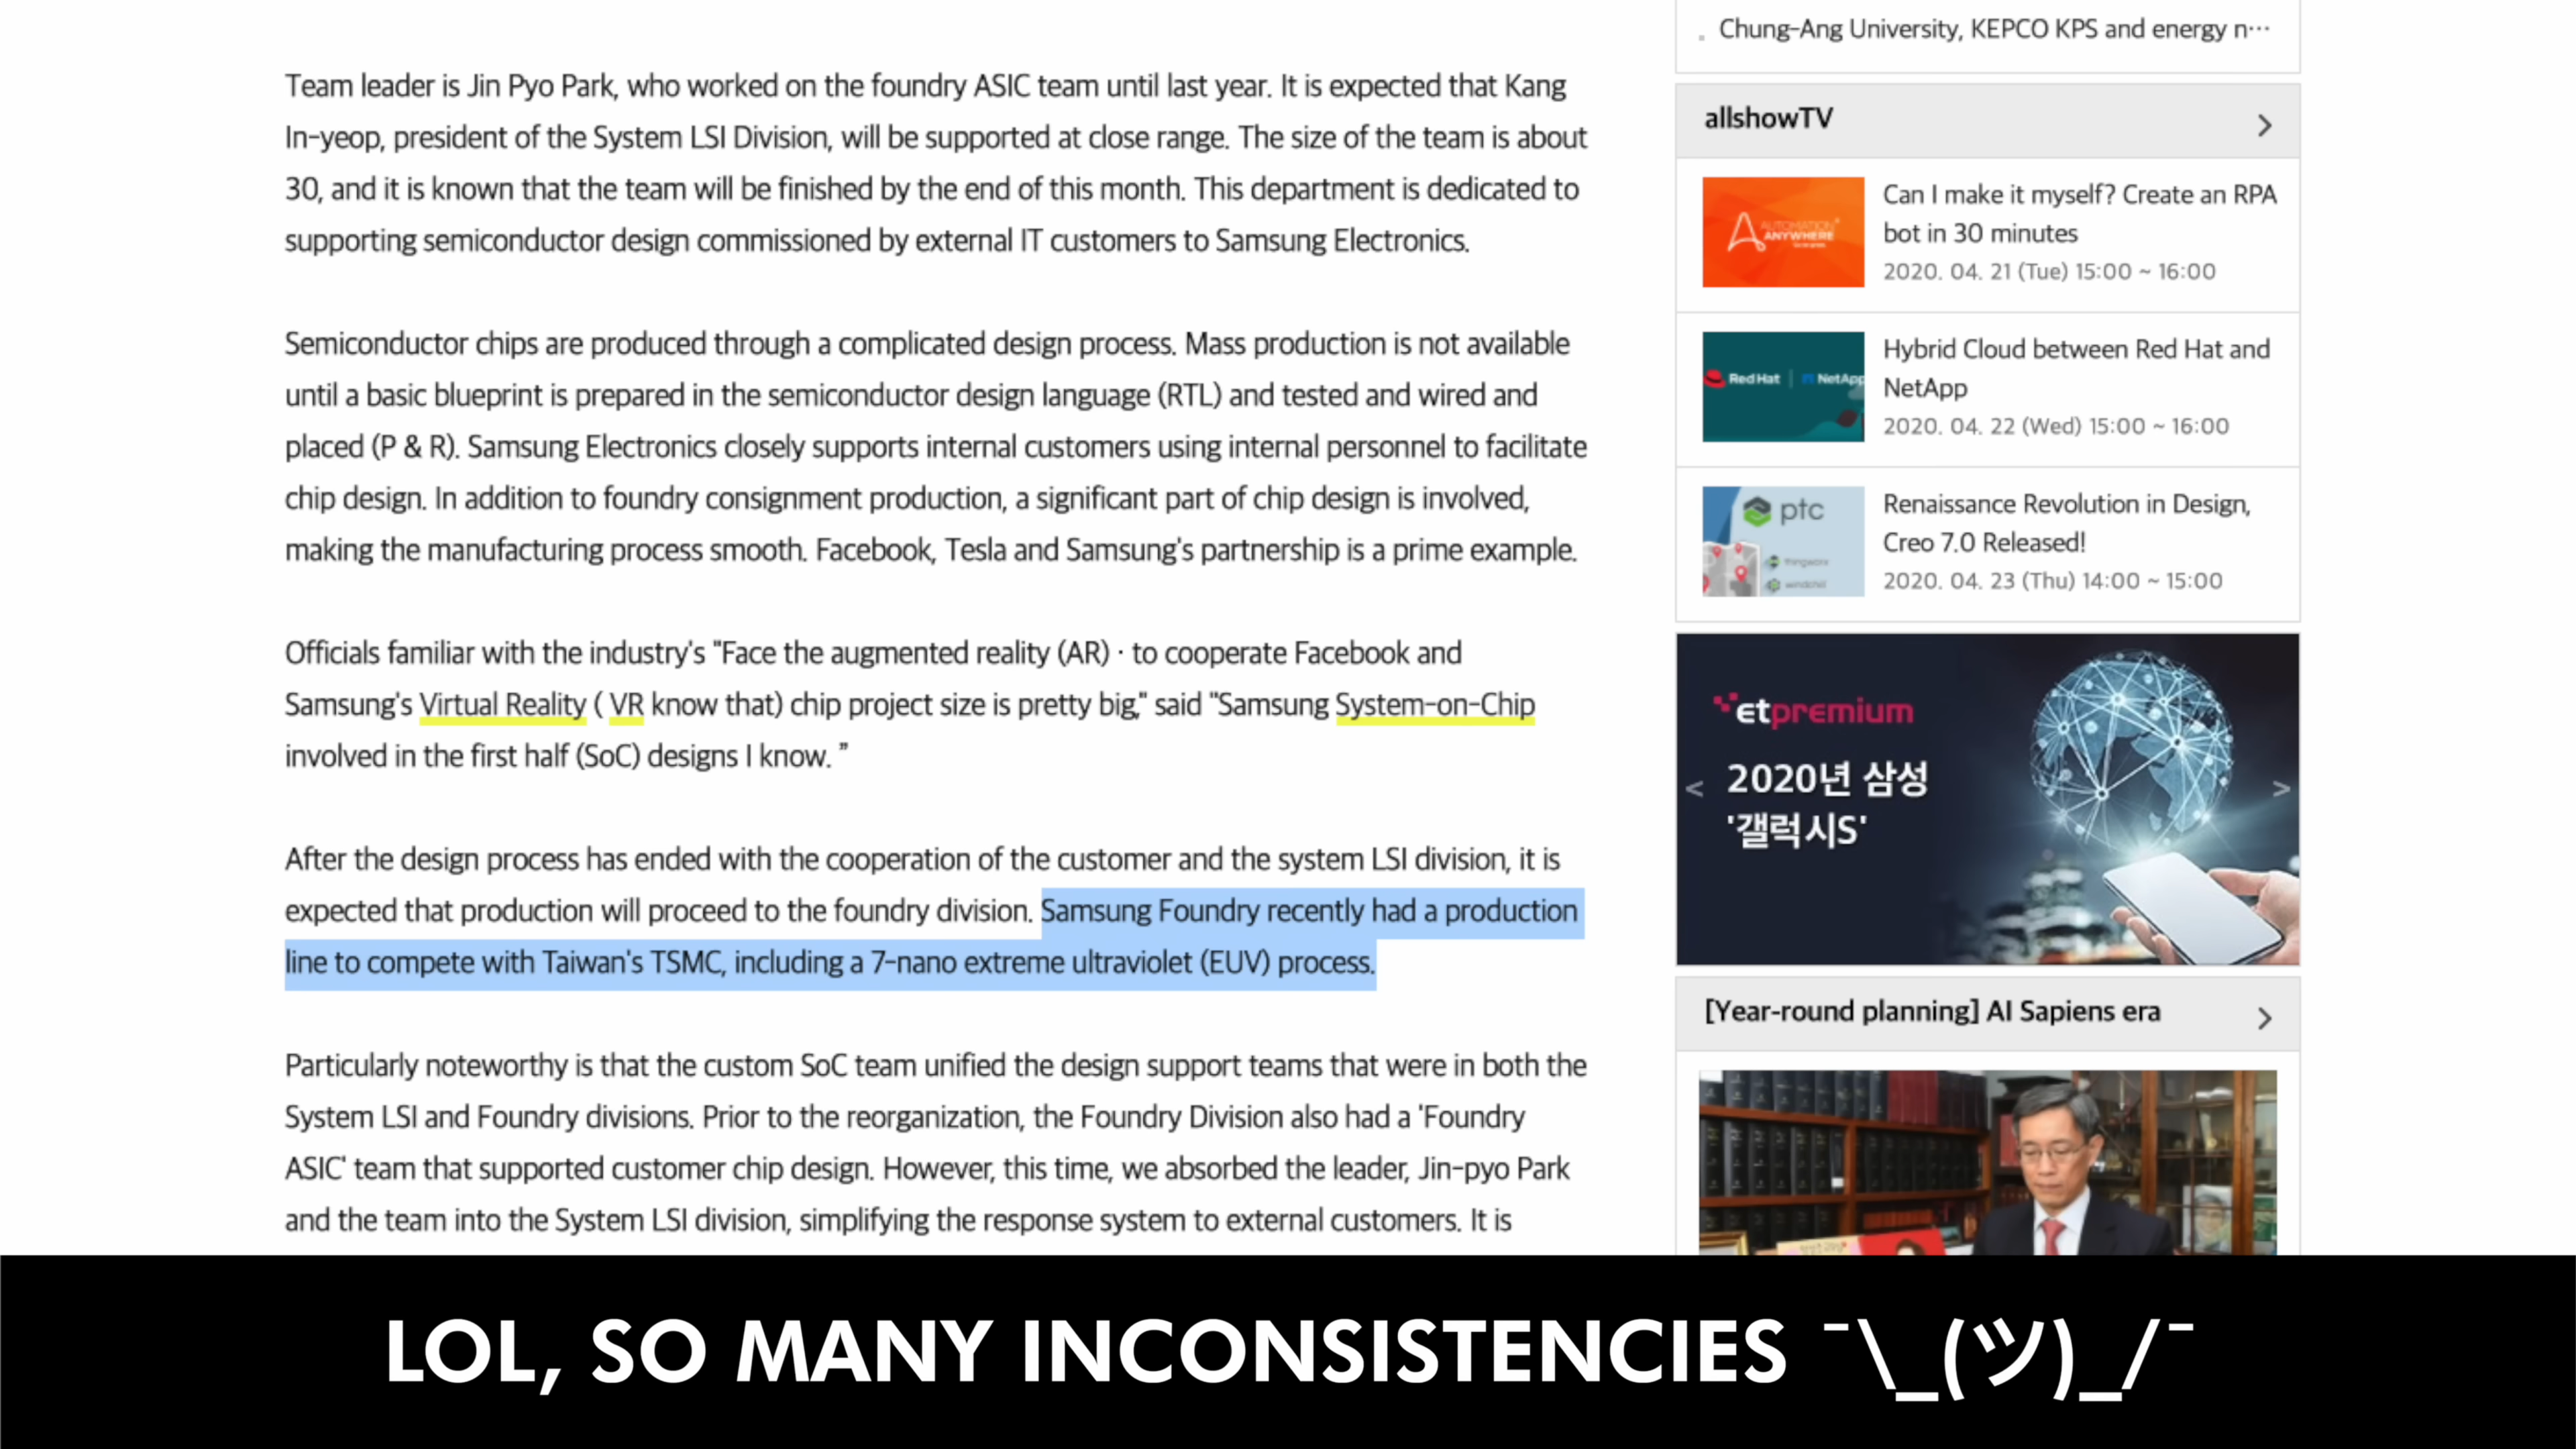 Team leader is Jin Pyo Park, who worked on the foundry ASIC team until last year. It is expected that Kang
In-yeop, president of the System LSI Division, will be supported at close range. The size of the team is about
30, and it is known that the team will be finished by the end of this month. This department is dedicated to
supporting semiconductor design commissioned by external IT customers to Samsung Electronics.
Semiconductor chips are produced through a complicated design process. Mass production is not available
until a basic blueprint is prepared in the semiconductor design language (RTL) and tested and wired and
placed (P & R). Samsung Electronics closely supports internal customers using internal personnel to facilitate
chip design. In addition to foundry consignment production, a significant part of chip design is involved,
making the manufacturing process smooth. Facebook, Tesla and Samsung's partnership is a prime example.
Officials familiar with the industry's "Face the augmented reality (AR) · to cooperate Facebook and
Samsung's Virtual Reality ( VR know that) chip project size is pretty big," said "Samsung System-on-Chip
involved in the first half (SoC) designs I know. ”
After the design process has ended with the cooperation of the customer and the system LSI division, it is
expected that production will proceed to the foundry division. Samsung Foundry recently had a production
line to compete with Taiwan's TSMC, including a 7-nano extreme ultraviolet (EUV) process.
Particularly noteworthy is that the custom SoC team unified the design support teams that were in both the
System LSI and Foundry divisions. Prior to the reorganization, the Foundry Division also had a 'Foundry
ASIC' team that supported customer chip design. However, this time, we absorbed the leader, Jin-pyo Park
and the team into the System LSI division, simplifying the response system to external customers. It is
Chung-Ang University, KEPCO KPS and energy n···
allshowTV
AUTOMATION
ANYWHERE
Can I make it myself? Create an RPA
bot in 30 minutes
2020. 04. 21 (Tue) 15:00 ~ 16:00
Red Hat | NetApp
Hybrid Cloud between Red Hat and
NetApp
2020. 04. 22 (Wed) 15:00 ~ 16:00
ptc
thingworx
windchill
Renaissance Revolution in Design,
Creo 7.0 Released!
2020. 04. 23 (Thu) 14:00 ~ 15:00
etpremium
2020년 삼성
'갤럭시S'
< >
[Year-round planning] AI Sapiens era
LOL, SO MANY INCONSISTENCIES ¯\_(ツ)_/¯